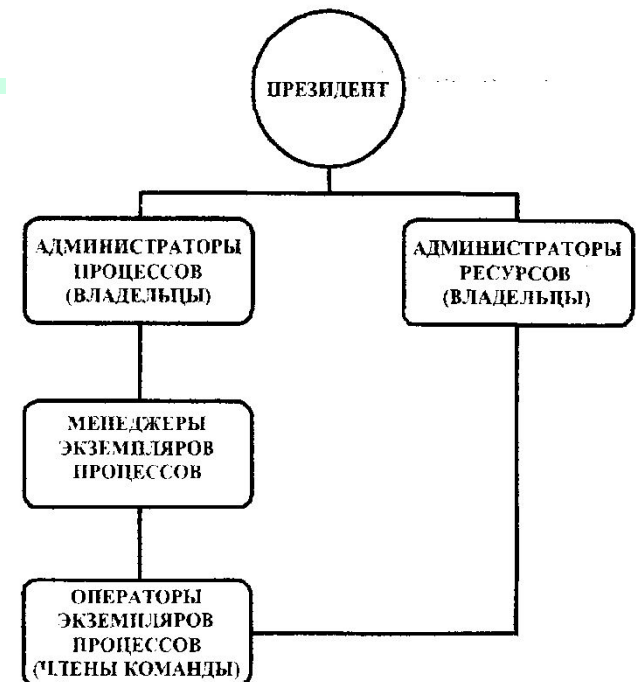 ПРЕЗИДЕНТ
АДМИНИСТРАТОРЫ
ПРОЦЕССОВ
(ВЛАДЕЛЬЦЫ)
АДМИНИСТРАТОРЫ
РЕСУРСОВ
(ВЛАДЕЛЬЦЫ)
МЕНЕДЖЕРЫ
ЭКЗЕМПЛЯРОВ
ПРОЦЕССОВ
ОПЕРАТОРЫ
ЭКЗЕМПЛЯРОВ
ПРОЦЕССОВ
(ЧЛЕНЫ КОМАНДЫ)